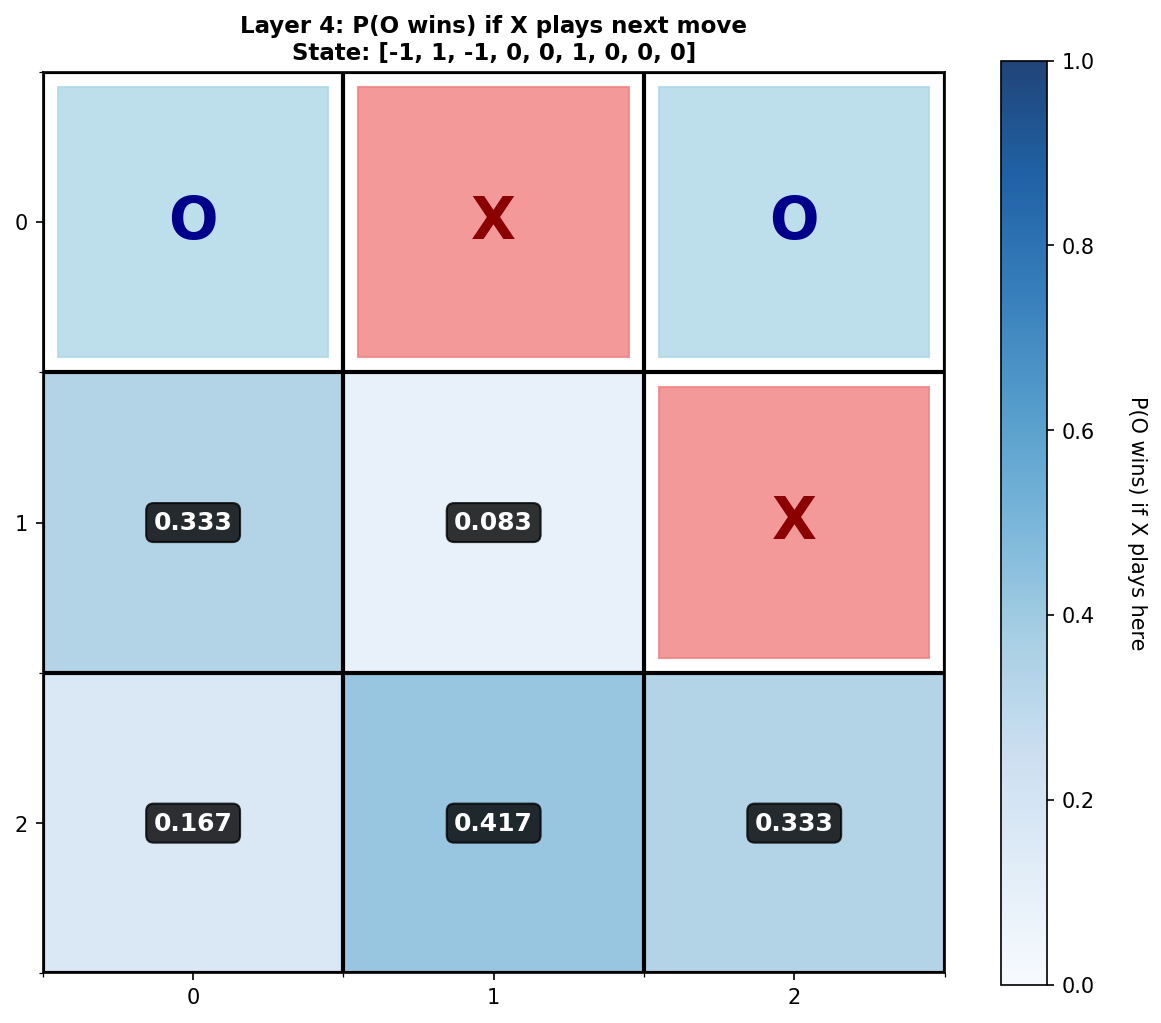 Layer 4: P(O wins) if X plays next move
State: [-1, 1, -1, 0, 0, 1, 0, 0, 0]
0
O
X
O
1
0.333
0.083
X
2
0.167
0.417
0.333
0
1
2
1.0
0.8
0.6
0.4
0.2
0.0
P(O wins) if X plays here